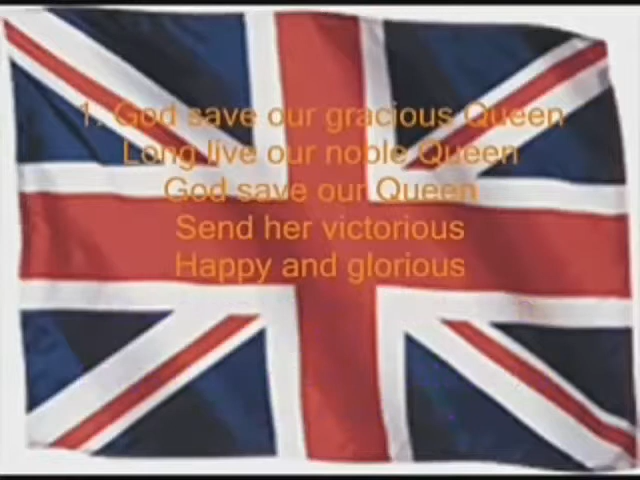 1. God save our gracious Queen
Long live our noble Queen
God save our Queen
Send her victorious
Happy and glorious